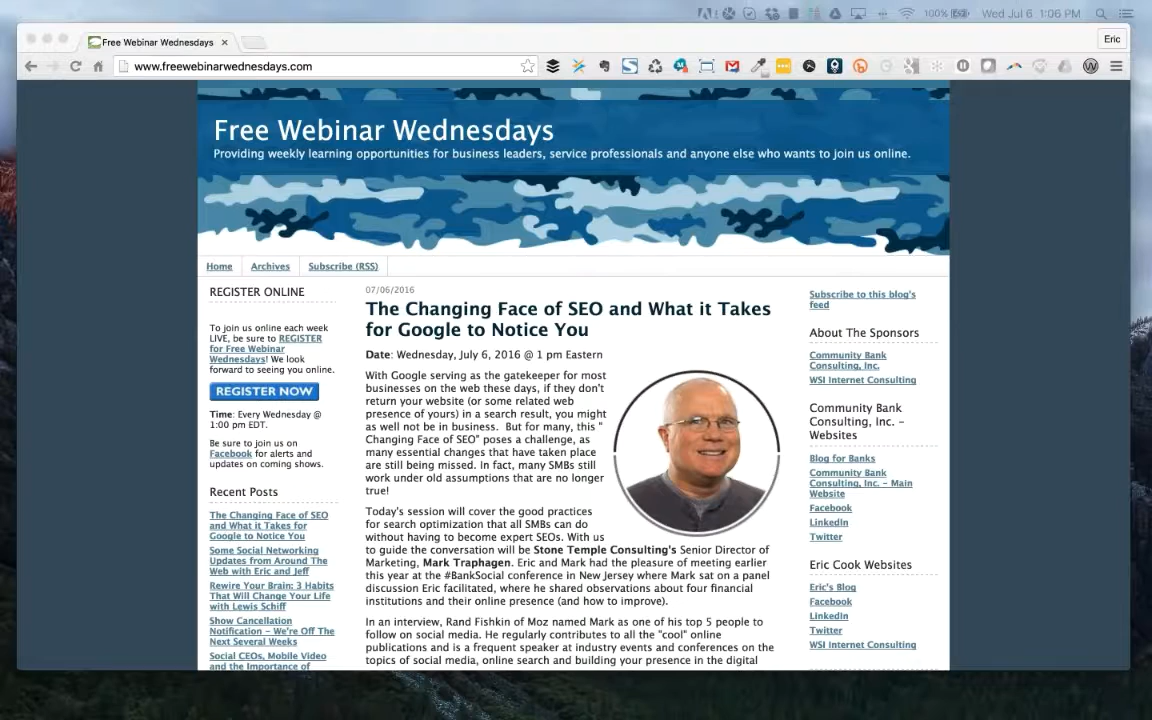 100%
Wed Jul 6 1:06 PM
Free Webinar Wednesdays
Eric
www.freewebinarwednesdays.com
Free Webinar Wednesdays
Providing weekly learning opportunities for business leaders, service professionals and anyone else who wants to join us online.
Home
Archives
Subscribe (RSS)
REGISTER ONLINE
To join us online each week
LIVE, be sure to REGISTER
for Free Webinar
Wednesdays! We look
forward to seeing you online.
REGISTER NOW
Time: Every Wednesday @
1:00 pm EDT.
Be sure to join us on
Facebook for alerts and
updates on coming shows.
Recent Posts
The Changing Face of SEO
and What it Takes for
Google to Notice You
Some Social Networking
Updates from Around The
Web with Eric and Jeff
Rewire Your Brain: 3 Habits
That Will Change Your Life
with Lewis Schiff
Show Cancellation
Notification - We're Off The
Next Several Weeks
Social CEOs, Mobile Video
and the Importance of
07/06/2016
The Changing Face of SEO and What it Takes
for Google to Notice You
Date: Wednesday, July 6, 2016 @ 1 pm Eastern
With Google serving as the gatekeeper for most
businesses on the web these days, if they don't
return your website (or some related web
presence of yours) in a search result, you might
as well not be in business.  But for many, this "
Changing Face of SEO" poses a challenge, as
many essential changes that have taken place
are still being missed. In fact, many SMBs still
work under old assumptions that are no longer
true!
Today's session will cover the good practices
for search optimization that all SMBs can do
without having to become expert SEOs. With us
to guide the conversation will be Stone Temple Consulting's Senior Director of
Marketing, Mark Traphagen. Eric and Mark had the pleasure of meeting earlier
this year at the #BankSocial conference in New Jersey where Mark sat on a panel
discussion Eric facilitated, where he shared observations about four financial
institutions and their online presence (and how to improve).
In an interview, Rand Fishkin of Moz named Mark as one of his top 5 people to
follow on social media. He regularly contributes to all the "cool" online
publications and is a frequent speaker at industry events and conferences on the
topics of social media, online search and building your presence in the digital
Subscribe to this blog's
feed
About The Sponsors
Community Bank
Consulting, Inc.
WSI Internet Consulting
Community Bank
Consulting, Inc. -
Websites
Blog for Banks
Community Bank
Consulting, Inc. - Main
Website
Facebook
LinkedIn
Twitter
Eric Cook Websites
Eric's Blog
Facebook
LinkedIn
Twitter
WSI Internet Consulting